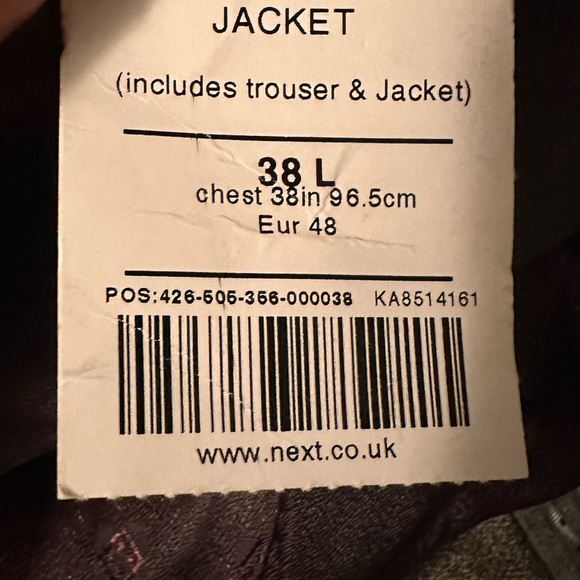 JACKET
(includes trouser & Jacket)
38 L
chest 38in 96.5cm
Eur 48
POS:426-505-356-000038 KA8514161
www.next.co.uk